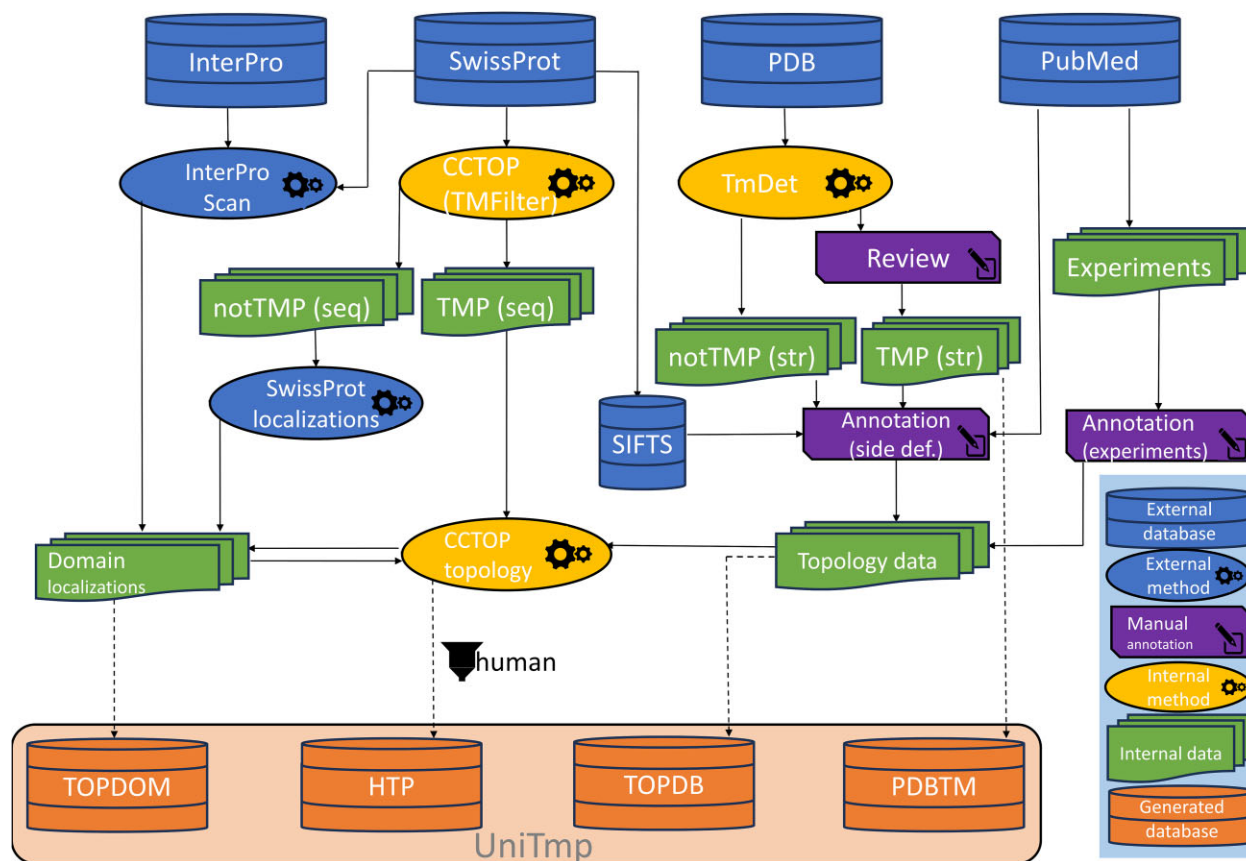 InterPro
SwissProt
PDB
PubMed
InterPro
Scan
CCTOP
(TMFilter)
TmDet
Review
Experiments
notTMP (seq)
TMP (seq)
notTMP (str)
TMP (str)
SwissProt
localizations
SIFTS
Annotation
(side def.)
Annotation
(experiments)
Domain
localizations
CCTOP
topology
Topology data
human
External
database
External
method
Manual
annotation
Internal
method
Internal data
Generated
database
TOPDOM
HTP
TOPDB
PDBTM
UniTmp